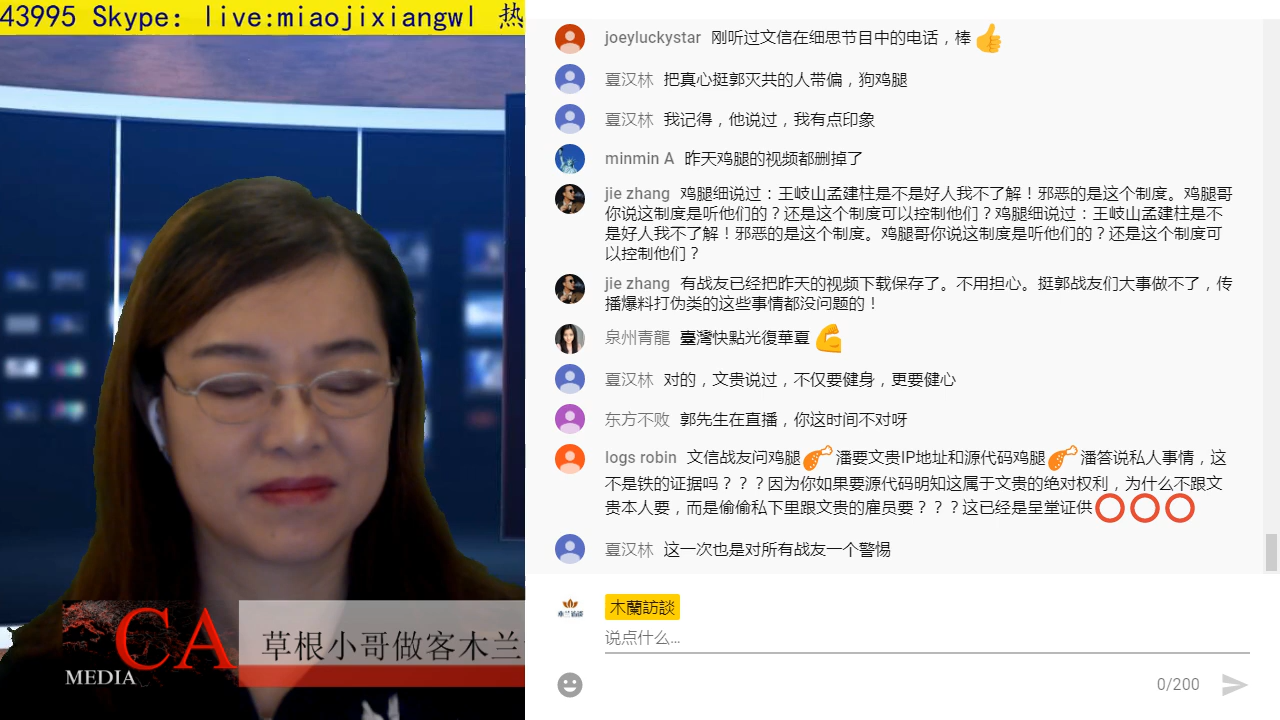 43995 Skype: live:miaojixiangwl 热
CA
MEDIA
草根小哥做客木兰
joeyluckystar 刚听过文信在细思节目中的电话，棒👍
夏汉林 把真心挺郭灭共的人带偏，狗鸡腿
夏汉林 我记得，他说过，我有点印象
minmin A 昨天鸡腿的视频都删掉了
jie zhang 鸡腿细说过：王岐山孟建柱是不是好人我不了解！邪恶的是这个制度。鸡腿哥
你说这制度是听他们的？还是这个制度可以控制他们？鸡腿细说过：王岐山孟建柱是不
是好人我不了解！邪恶的是这个制度。鸡腿哥你说这制度是听他们的？还是这个制度可
以控制他们？
jie zhang 有战友已经把昨天的视频下载保存了。不用担心。挺郭战友们大事做不了，传
播爆料打伪类的这些事情都没问题的！
泉州青龍 臺灣快點光復華夏💪
夏汉林 对的，文贵说过，不仅要健身，更要健心
东方不败 郭先生在直播，你这时间不对呀
logs robin 文信战友问鸡腿🍗潘要文贵IP地址和源代码鸡腿🍗潘答说私人事情，这
不是铁的证据吗？？？因为你如果要源代码明知这属于文贵的绝对权利，为什么不跟文
贵本人要，而是偷偷私下里跟文贵的雇员要？？？这已经是呈堂证供⭕⭕⭕
夏汉林 这一次也是对所有战友一个警惕
木蘭訪談
说点什么...
0/200